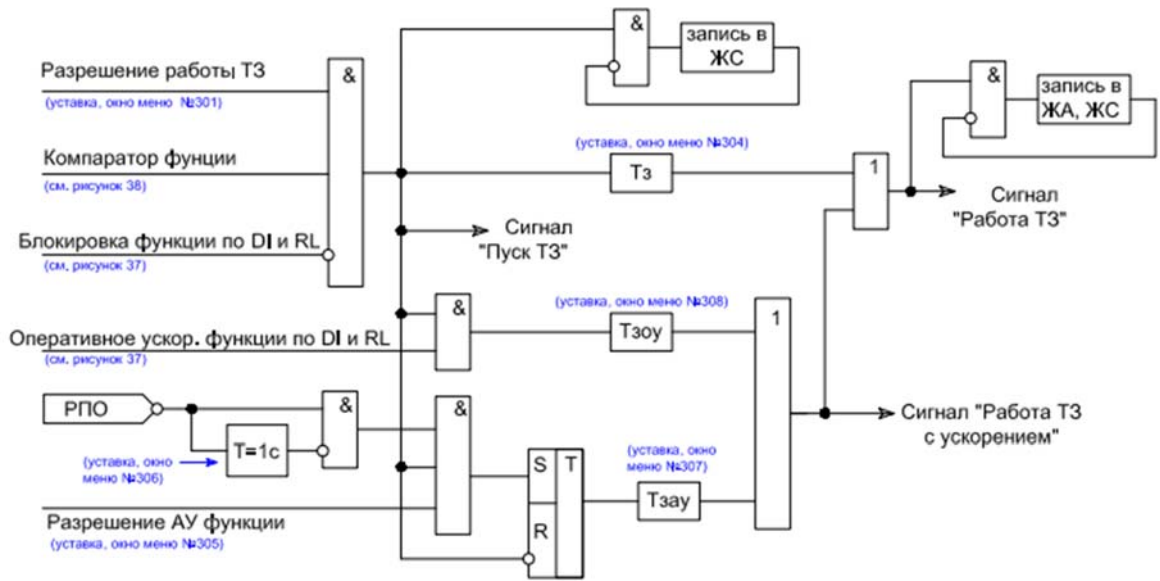 &
запись в
ЖС
Разрешение работы ТЗ
(уставка, окно меню №301)
&
&
запись в
ЖА, ЖС
Компаратор фунции
(см. рисунок 38)
(уставка, окно меню №304)
Тз
1
Сигнал
"Работа ТЗ"
Блокировка функции по DI и RL
(см, рисунок 37)
Сигнал
"Пуск ТЗ"
&
(уставка, окно меню №308)
Тзоу
1
Оперативное ускор. функции по DI и RL
(см. рисунок 37)
РПО
&
&
Т=1с
(уставка, окно
меню №306)
Сигнал "Работа ТЗ
с ускорением"
S
T
R
(уставка, окно
меню №307)
Тзау
Разрешение АУ функции
(уставка, окно меню №305)